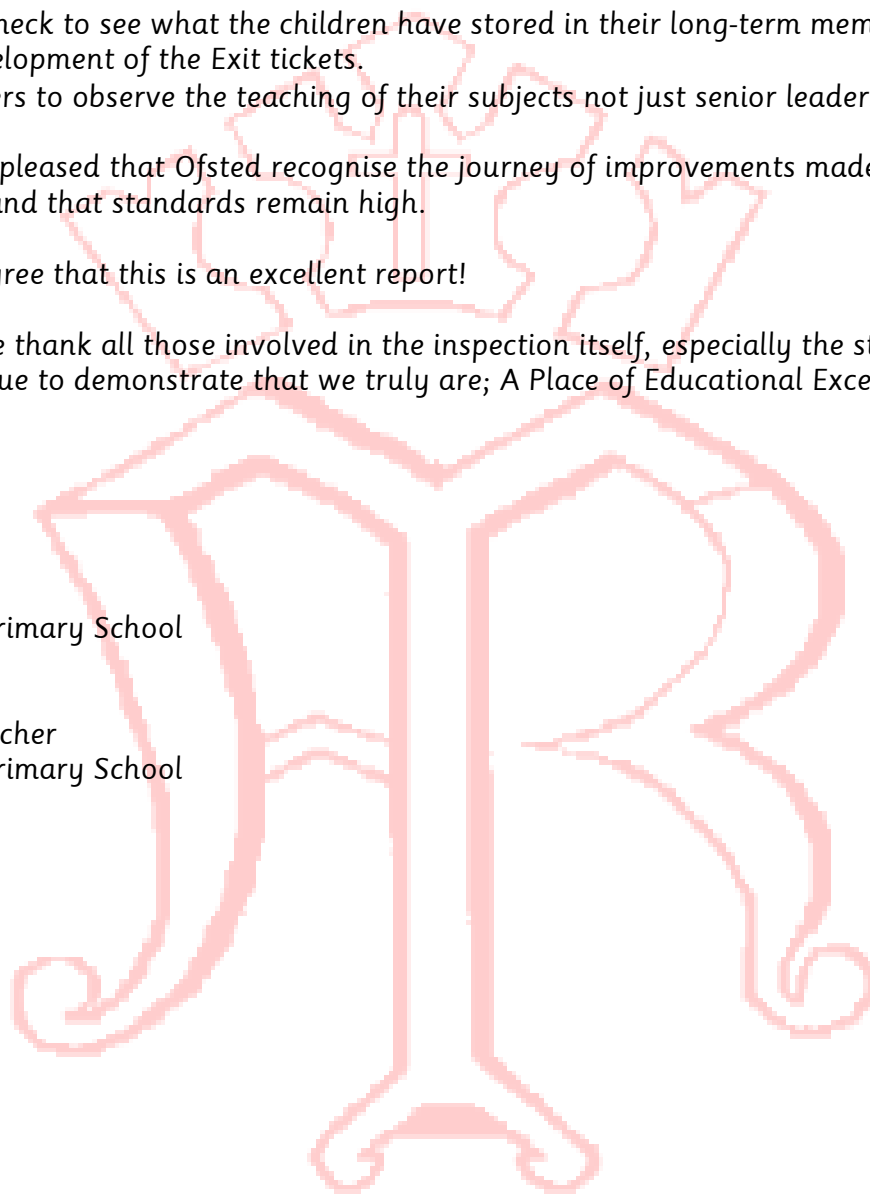 heck to see what the children have stored in their long-term mem
elopment of the Exit tickets.
ers to observe the teaching of their subjects not just senior leader
pleased that Ofsted recognise the journey of improvements made
and that standards remain high.
gree that this is an excellent report!
e thank all those involved in the inspection itself, especially the st
ue to demonstrate that we truly are; A Place of Educational Exce
rimary School
cher
rimary School